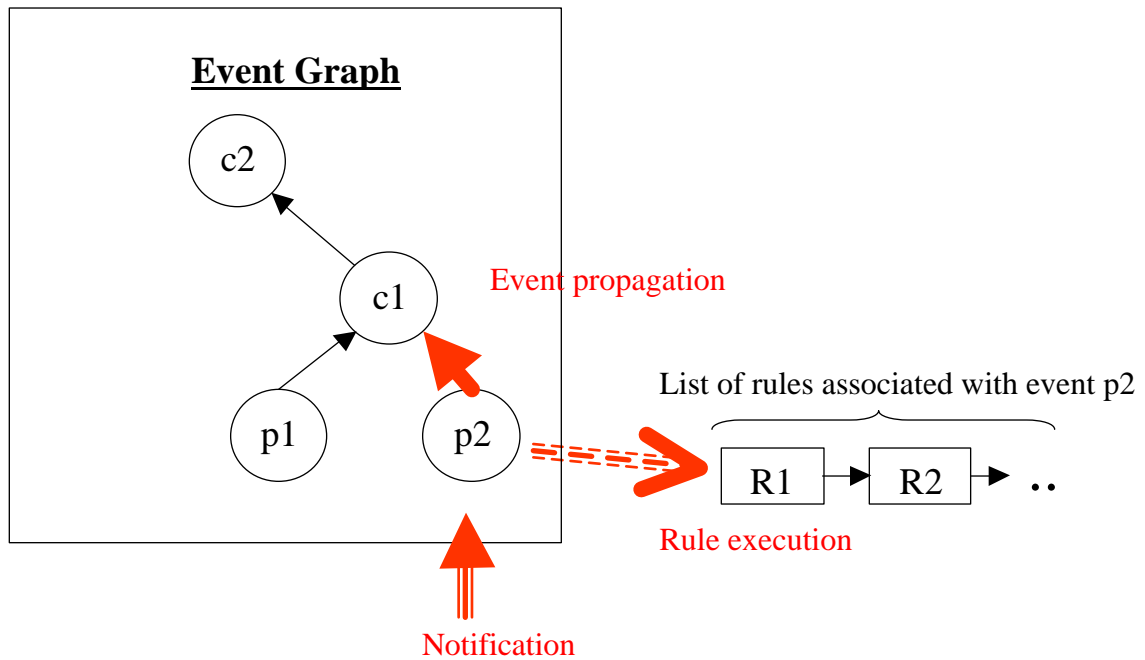 Event Graph
c2
c1
Event propagation
List of rules associated with event p2
p1
p2
R1
R2
..
Rule execution
Notification